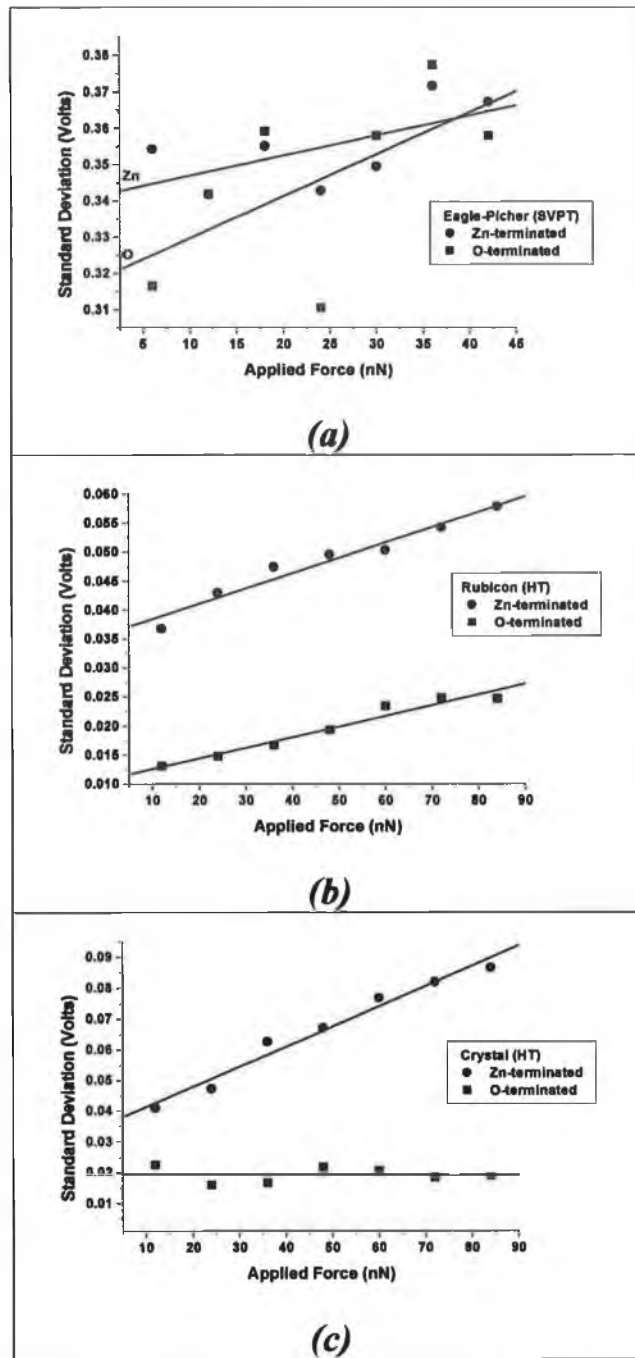 0.38
0.37
0.36
0.35
0.34
0.33
0.32
0.31
Standard Deviation (Volts)
Zn
O
Eagle-Picher (SVPT)
Zn-terminated
O-terminated
5 10 15 20 25 30 35 40 45
Applied Force (nN)
(a)
0.060
0.055
0.050
0.045
0.040
0.035
0.030
0.025
0.020
0.015
0.010
Standard Deviation (Volts)
Rubicon (HT)
Zn-terminated
O-terminated
10 20 30 40 50 60 70 80 90
Applied Force (nN)
(b)
0.09
0.08
0.07
0.06
0.05
0.04
0.03
0.02
0.01
Standard Deviation (Volts)
Crystal (HT)
Zn-terminated
O-terminated
10 20 30 40 50 60 70 80 90
Applied Force (nN)
(c)